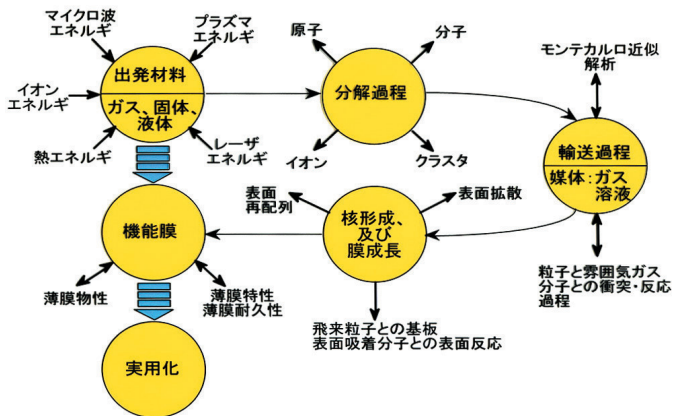 マイクロ波
エネルギ
プラズマ
エネルギ
イオン
エネルギ
出発材料
ガス、固体、
液体
熱エネルギ
レーザ
エネルギ
原子
分子
分解過程
イオン
クラスタ
モンテカルロ近似
解析
輸送過程
媒体:ガス
溶液
粒子と雰囲気ガス
分子との衝突・反応
過程
表面
再配列
表面拡散
核形成、
及び
膜成長
飛来粒子との基板
表面吸着分子との表面反応
機能膜
薄膜物性
薄膜特性
薄膜耐久性
実用化